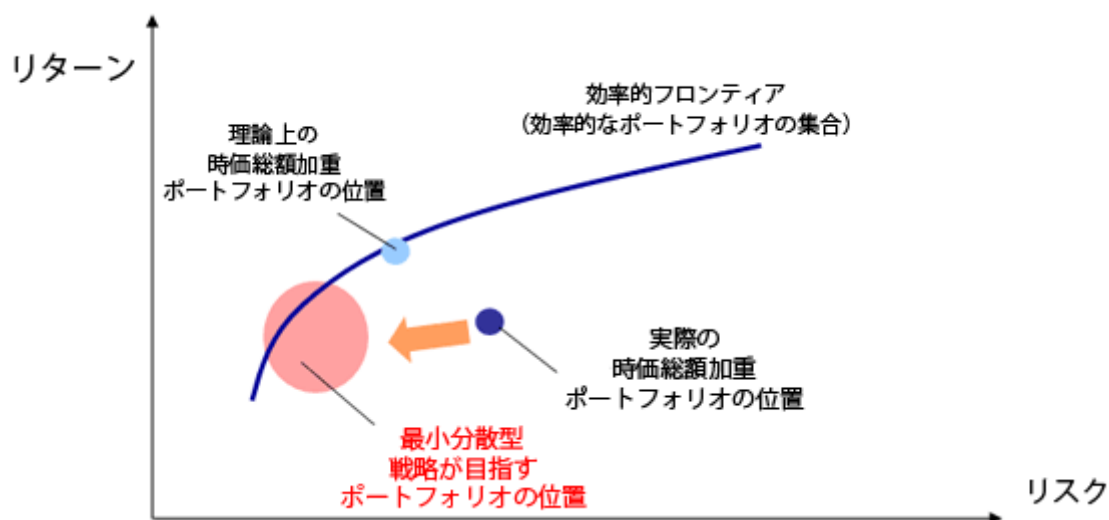 リターン
効率的フロンティア
（効率的なポートフォリオの集合）
理論上の
時価総額加重
ポートフォリオの位置
実際の
時価総額加重
ポートフォリオの位置
最小分散型
戦略が目指す
ポートフォリオの位置
リスク